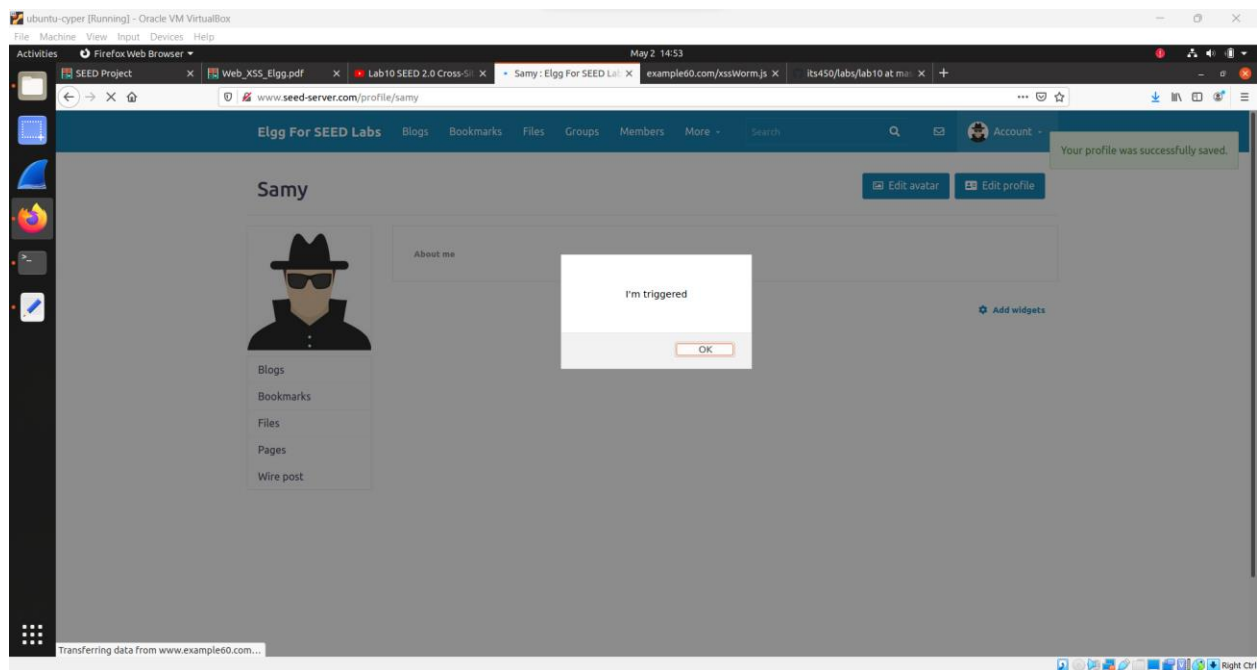 ubuntu-cyper [Running] - Oracle VM VirtualBox
File Machine View Input Devices Help
Activities Firefox Web Browser May 2 14:53
SEED Project Web_XSS_Elgg.pdf Lab10 SEED 2.0 Cross-Sit Samy : Elgg For SEED Lab example60.com/xssWorm.js its450/labs/lab10 at mas
www.seed-server.com/profile/samy
Elgg For SEED Labs Blogs Bookmarks Files Groups Members More Search Account
Your profile was successfully saved.
Samy Edit avatar Edit profile
About me
I'm triggered
Add widgets
OK
Blogs
Bookmarks
Files
Pages
Wire post
Transferring data from www.example60.com...
Right Ctrl